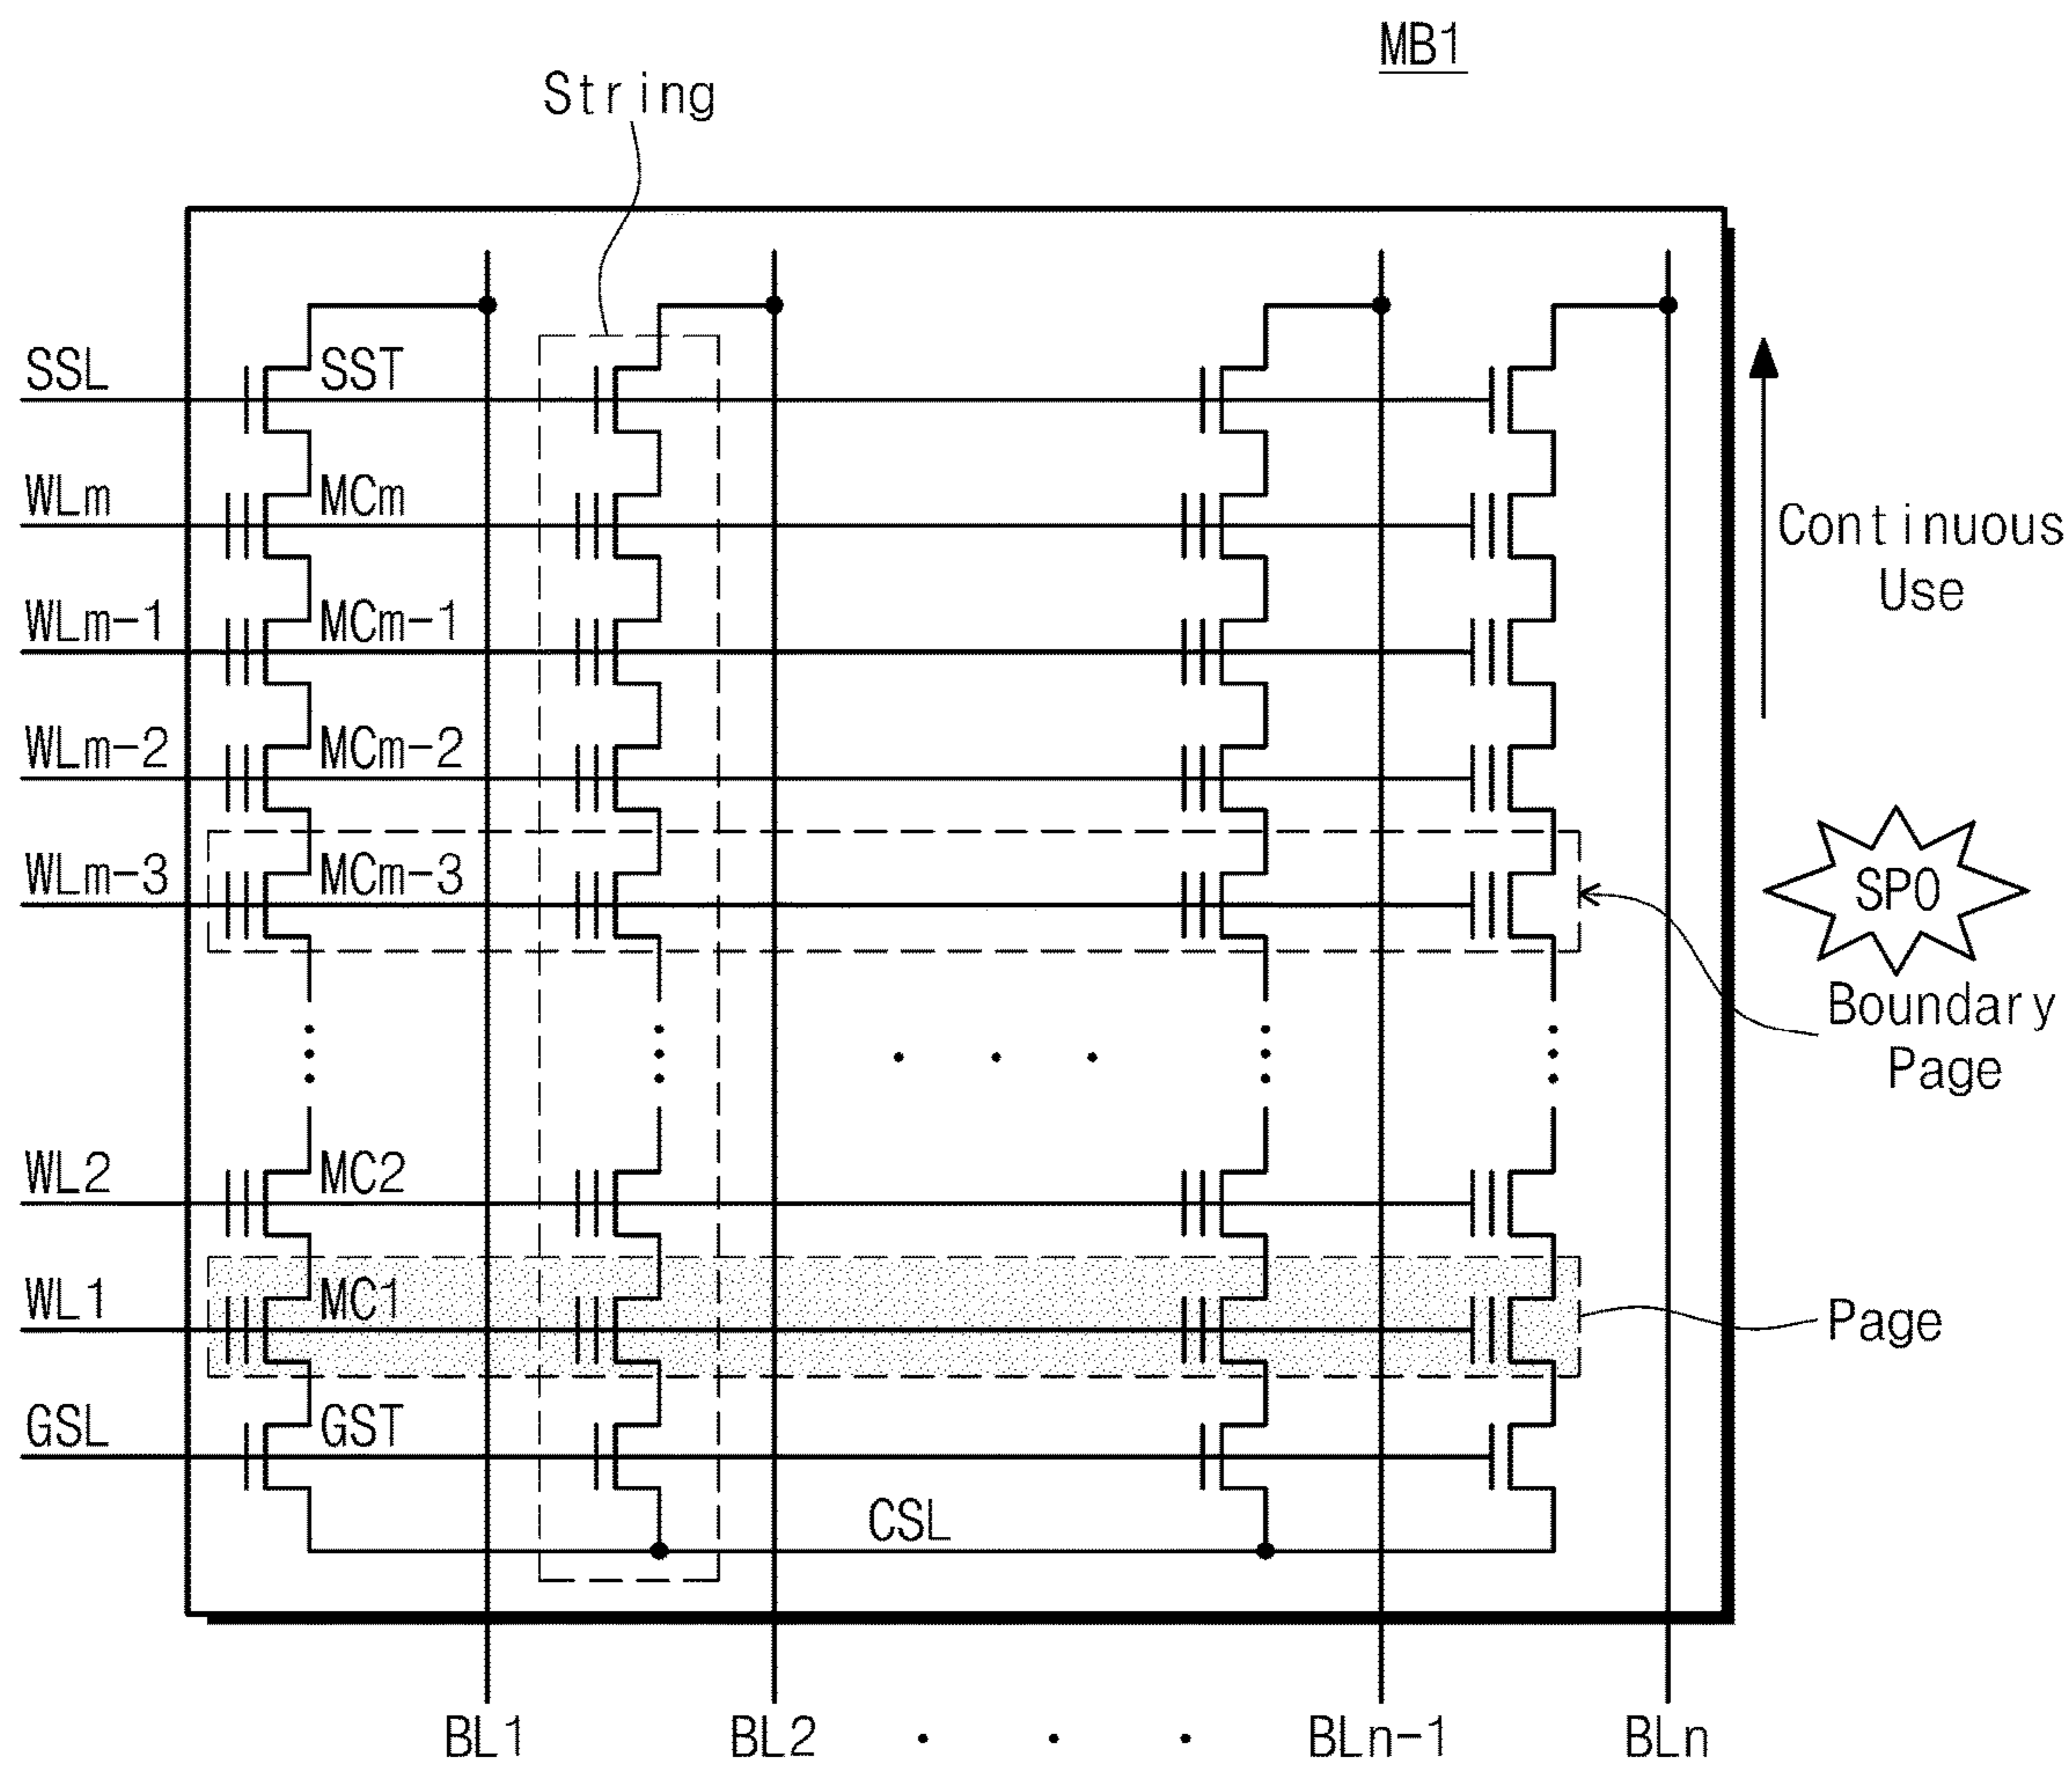 MB1
String
SSL
SST
WLm
MCm
Continuous
Use
WLm-1
MCm-1
WLm-2
MCm-2
WLm-3
MCm-3
SPO
Boundary
Page
WL2
MC2
WL1
MC1
Page
GSL
GST
CSL
BL1
BL2
BLn-1
BLn